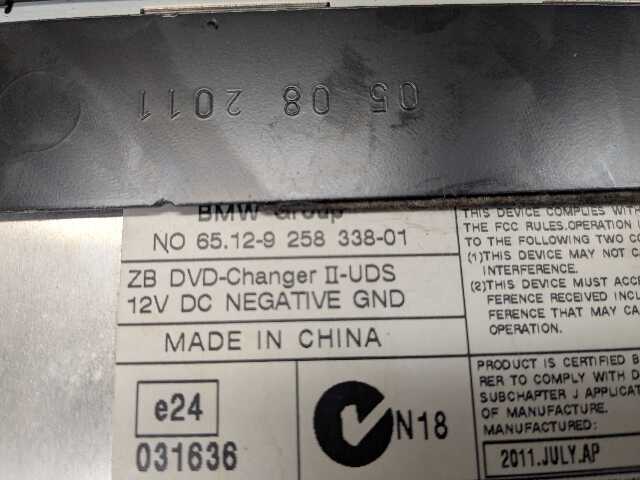 05 08 2011
BMW Group
NO 65.12-9 258 338-01
ZB DVD-Changer II-UDS
12V DC NEGATIVE GND
MADE IN CHINA
e24
031636
N18
THIS DEVICE COMPLIES WITH
THE FCC RULES.OPERATION
TO THE FOLLOWING TWO
(1)THIS DEVICE MAY NOT
INTERFERENCE.
(2)THIS DEVICE MUST
FERENCE RECEIVED
FERENCE THAT MAY
OPERATION.
PRODUCT IS CERTIFIED
RER TO COMPLY WITH
SUBCHAPTER J
OF MANUFACTURE.
MANUFACTURED:
2011.JULY.AP